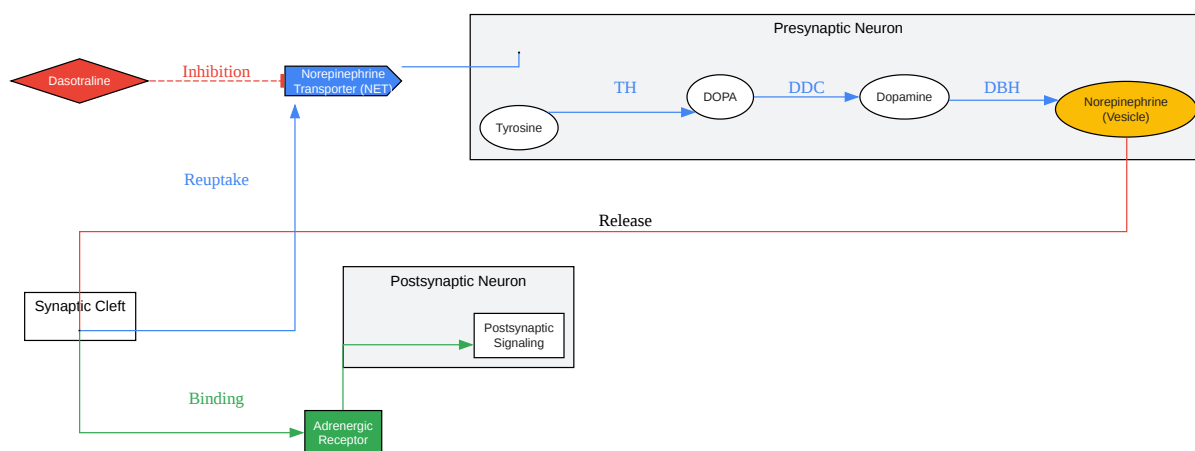 Presynaptic Neuron
Dasotraline
Inhibition
Norepinephrine
Transporter (NET)
Tyrosine
TH
DOPA
DDC
Dopamine
DBH
Norepinephrine
(Vesicle)
Reuptake
Release
Postsynaptic Neuron
Synaptic Cleft
Postsynaptic
Signaling
Binding
Adrenergic
Receptor